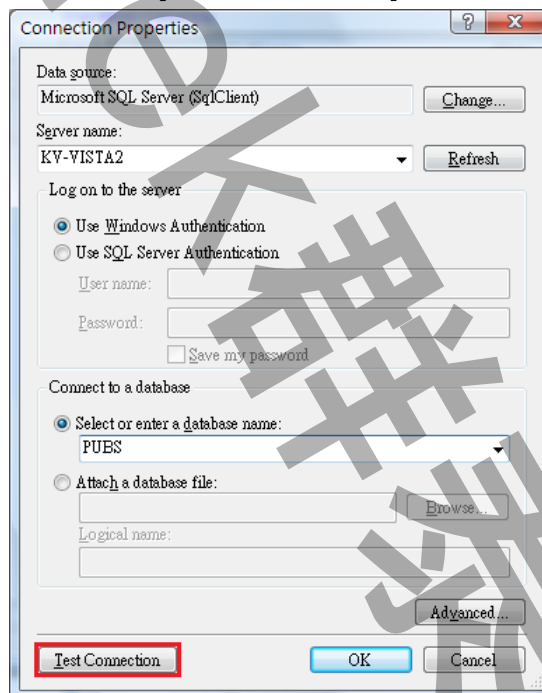 Connection Properties
Data source:
Microsoft SQL Server (SqlClient)
Change...
Server name:
KV-VISTA2
Refresh
Log on to the server
Use Windows Authentication
Use SQL Server Authentication
User name:
Password:
Save my password
Connect to a database
Select or enter a database name:
PUBS
Attach a database file:
Browse...
Logical name:
Advanced...
Test Connection
OK
Cancel